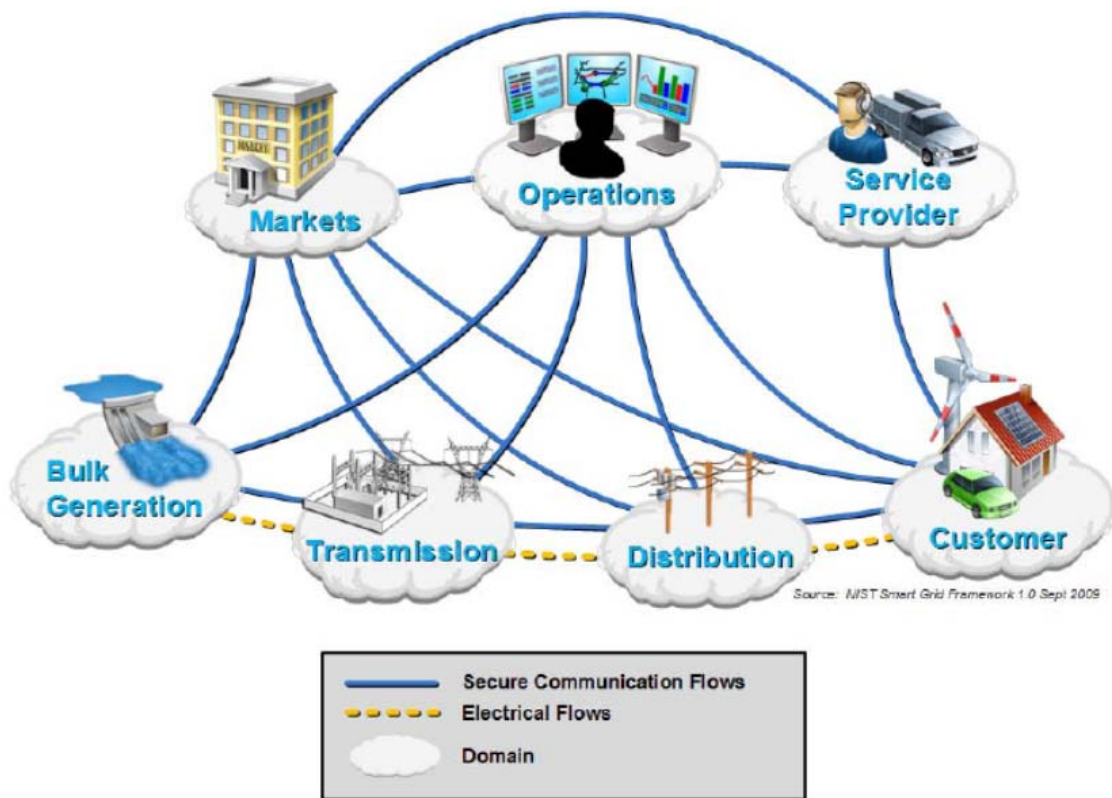 MARKET
Markets
Operations
Service
Provider
Bulk
Generation
Transmission
Distribution
Customer
Source: NIST Smart Grid Framework 1.0 Sept 2009
Secure Communication Flows
Electrical Flows
Domain